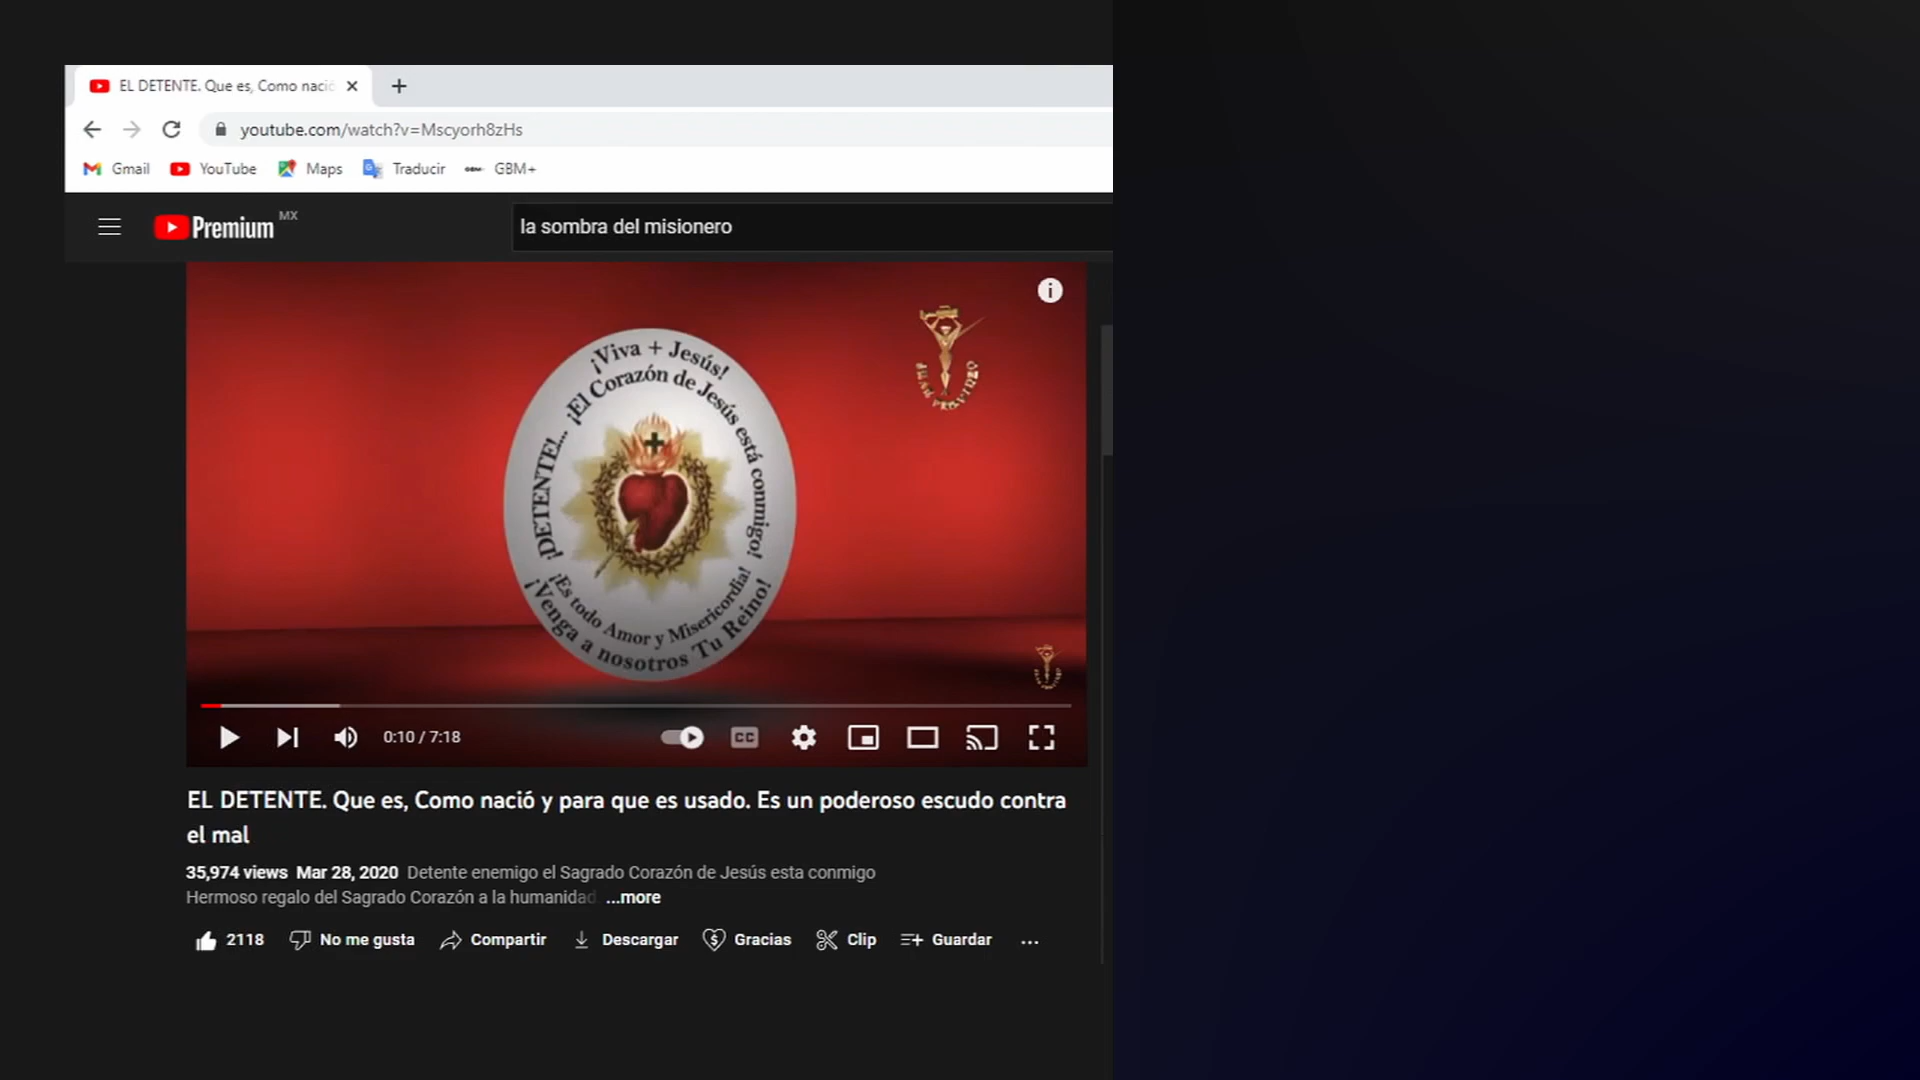 EL DETENTE. Que es, Como nació
youtube.com/watch?v=Mscyorh8zHs
Gmail YouTube Maps Traducir GBM GBM+
Premium MX
la sombra del misionero
¡Viva + Jesús!
¡DETENTE!... ¡El Corazón de Jesús está conmigo!
¡Es todo Amor y Misericordia!
¡Venga a nosotros Tu Reino!
0:10 / 7:18
CC
EL DETENTE. Que es, Como nació y para que es usado. Es un poderoso escudo contra
el mal
35,974 views Mar 28, 2020 Detente enemigo el Sagrado Corazón de Jesús esta conmigo
Hermoso regalo del Sagrado Corazón a la humanidad ...more
2118 No me gusta Compartir Descargar Gracias Clip Guardar ...